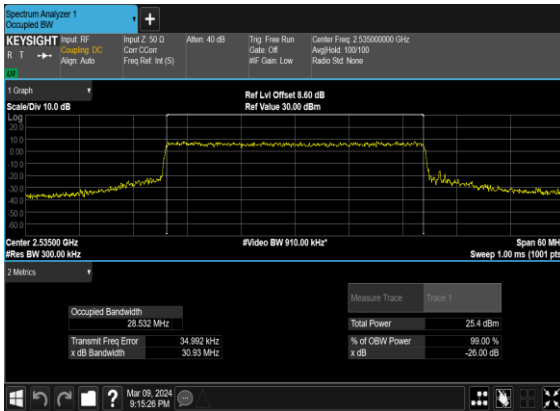 Spectrum Analyzer 1
Occupied BW
KEYSIGHT
R T
Input: RF
Coupling: DC
Align: Auto
Input Z: 50 Ω
Corr CCorr
Freq Ref: Int (S)
Atten: 40 dB
Trig: Free Run
Gate: Off
#IF Gain: Low
Center Freq: 2.535000000 GHz
Avg|Hold: 100/100
Radio Std: None
1 Graph
Scale/Div 10.0 dB
Ref Lvl Offset 8.60 dB
Ref Value 30.00 dBm
Log
20.0
10.0
0.00
-10.0
-20.0
-30.0
-40.0
-50.0
-60.0
Center 2.53500 GHz
#Res BW 300.00 kHz
#Video BW 910.00 kHz*
Span 60 MH
Sweep 1.00 ms (1001 pts
2 Metrics
Measure Trace
Trace 1
Occupied Bandwidth
28.532 MHz
Total Power
25.4 dBm
Transmit Freq Error
34.992 kHz
% of OBW Power
99.00 %
x dB Bandwidth
30.93 MHz
x dB
-26.00 dB
?
Mar 09, 2024
9:15:26 PM